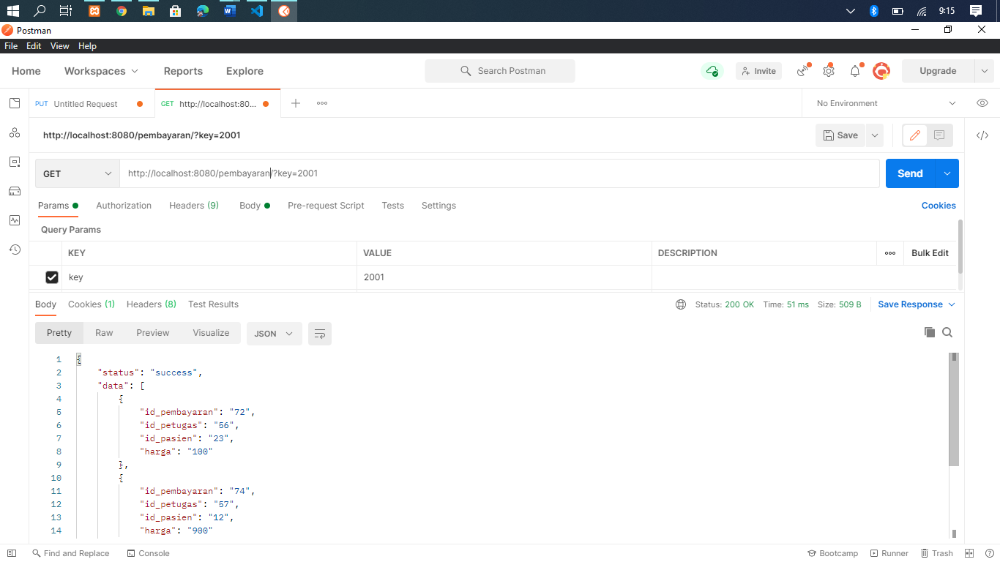 9:15
Postman
File Edit View Help
Home Workspaces Reports Explore Search Postman Invite Upgrade
PUT Untitled Request GET http://localhost:80... No Environment
http://localhost:8080/pembayaran/?key=2001 Save
GET http://localhost:8080/pembayaran/?key=2001 Send
Params Authorization Headers (9) Body Pre-request Script Tests Settings Cookies
Query Params
KEY VALUE DESCRIPTION Bulk Edit
key 2001
Body Cookies (1) Headers (8) Test Results Status: 200 OK Time: 51 ms Size: 509 B Save Response
Pretty Raw Preview Visualize JSON
1 {
2 "status": "success",
3 "data": [
4 {
5 "id_pembayaran": "72",
6 "id_petugas": "56",
7 "id_pasien": "23",
8 "harga": "100"
9 },
10 {
11 "id_pembayaran": "74",
12 "id_petugas": "57",
13 "id_pasien": "12",
14 "harga": "900"
Find and Replace Console Bootcamp Runner Trash